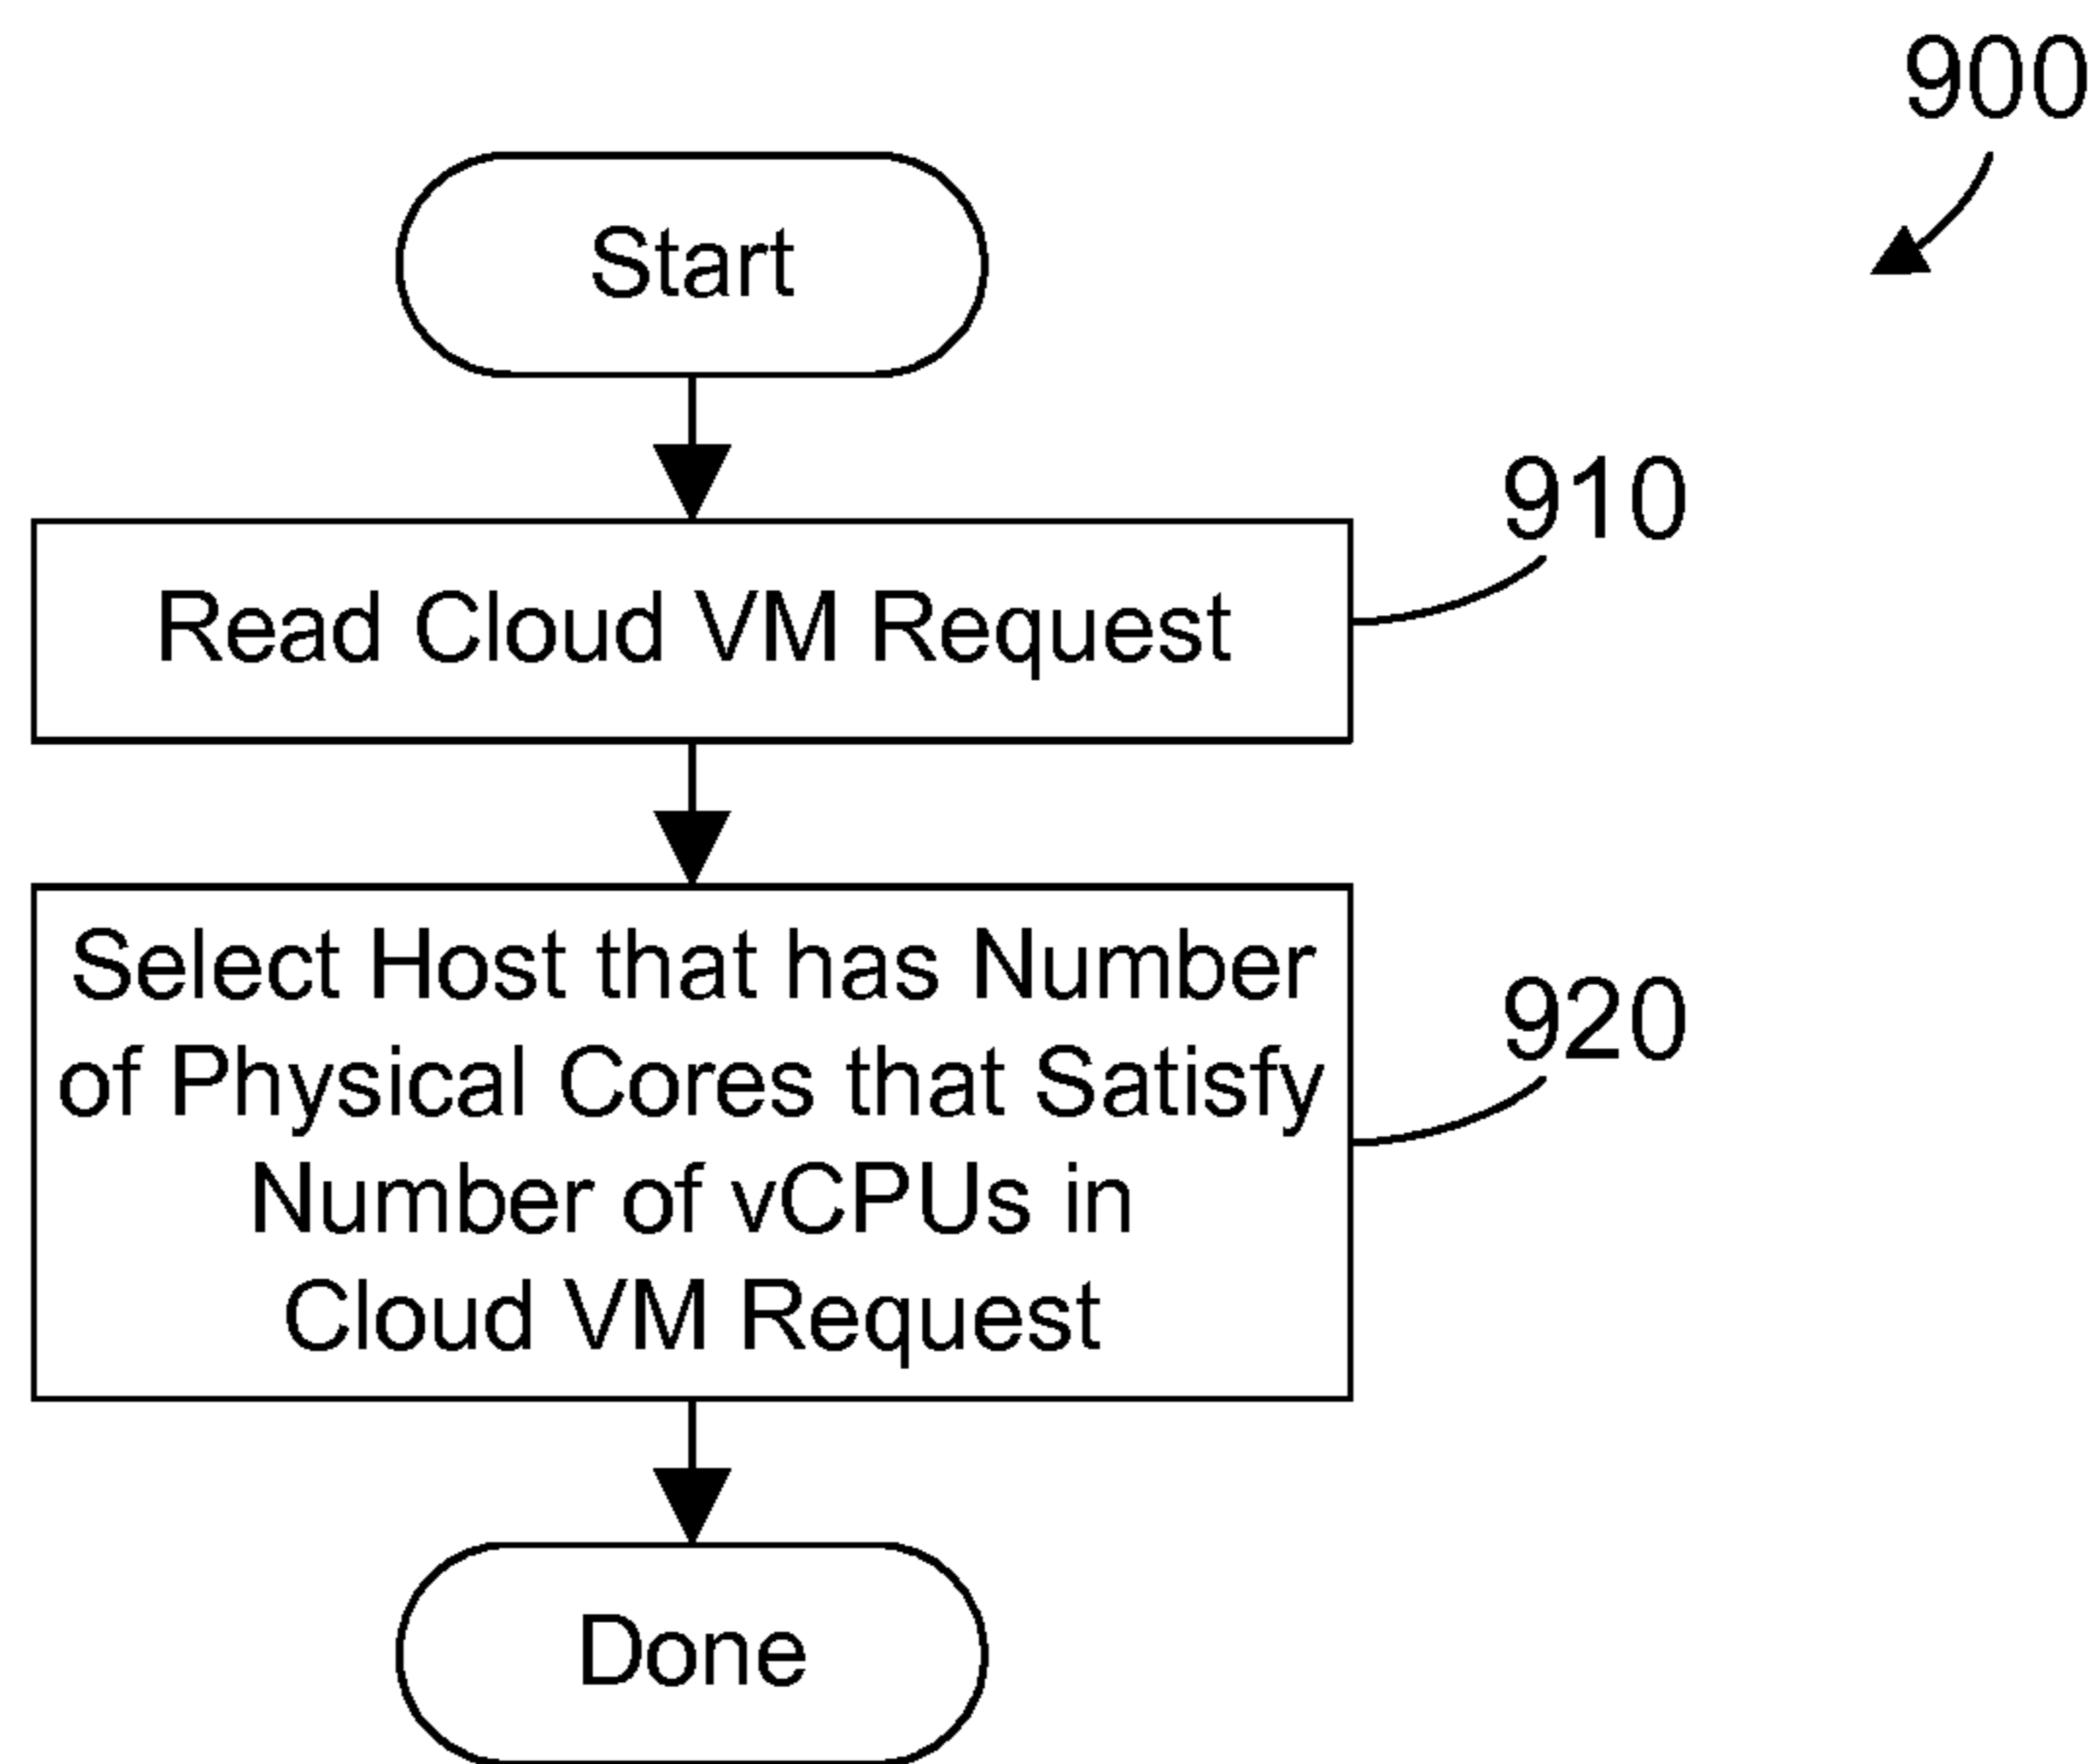 900
Start
910
Read Cloud VM Request
Select Host that has Number
920
of Physical Cores that Satisfy
Number of vCPUs in
Cloud VM Request
Done